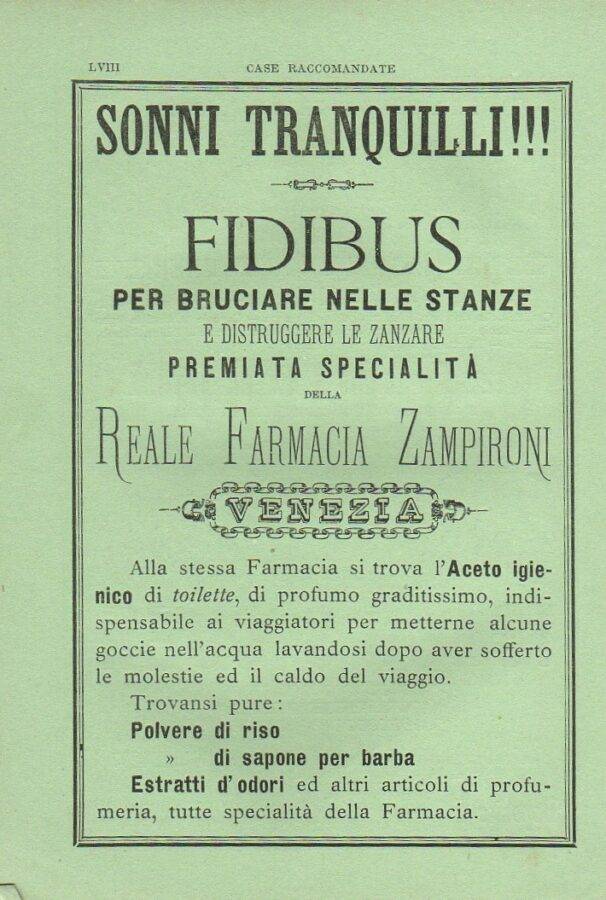 LVIII CASE RACCOMANDATE
SONNI TRANQUILLI!!!
FIDIBUS
PER BRUCIARE NELLE STANZE
E DISTRUGGERE LE ZANZARE
PREMIATA SPECIALITÀ
DELLA
REALE FARMACIA ZAMPIRONI
VENEZIA
Alla stessa Farmacia si trova l'Aceto igie-
nico di toilette, di profumo graditissimo, indi-
spensabile ai viaggiatori per metterne alcune
goccie nell'acqua lavandosi dopo aver sofferto
le molestie ed il caldo del viaggio.
Trovansi pure:
Polvere di riso
» di sapone per barba
Estratti d'odori ed altri articoli di profu-
meria, tutte specialità della Farmacia.